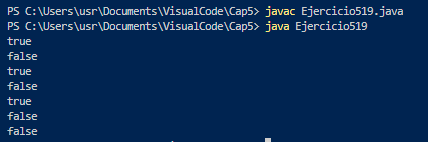 PS C:\Users\usr\Documents\VisualCode\Cap5> javac Ejercicio519.java
PS C:\Users\usr\Documents\VisualCode\Cap5> java Ejercicio519
true
false
true
false
true
false
false